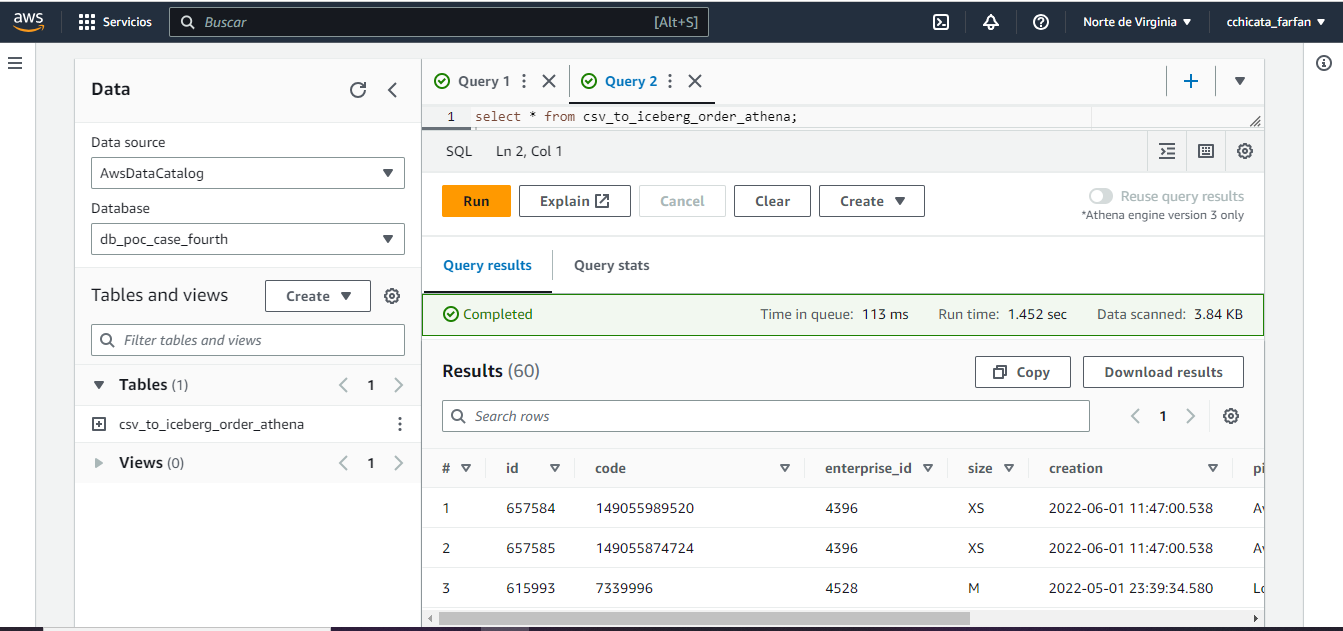 aws Servicios Buscar [Alt+S] Norte de Virginia cchicata_farfan
Data
Data source
AwsDataCatalog
Database
db_poc_case_fourth
Tables and views Create
Filter tables and views
Tables (1) 1
csv_to_iceberg_order_athena
Views (0) 1
Query 1 Query 2
1 select * from csv_to_iceberg_order_athena;
SQL Ln 2, Col 1
Run Explain Cancel Clear Create Reuse query results
*Athena engine version 3 only
Query results Query stats
Completed Time in queue: 113 ms Run time: 1.452 sec Data scanned: 3.84 KB
Results (60) Copy Download results
Search rows 1
# id code enterprise_id size creation pi
1 657584 149055989520 4396 XS 2022-06-01 11:47:00.538
2 657585 149055874724 4396 XS 2022-06-01 11:47:00.538
3 615993 7339996 4528 M 2022-05-01 23:39:34.580